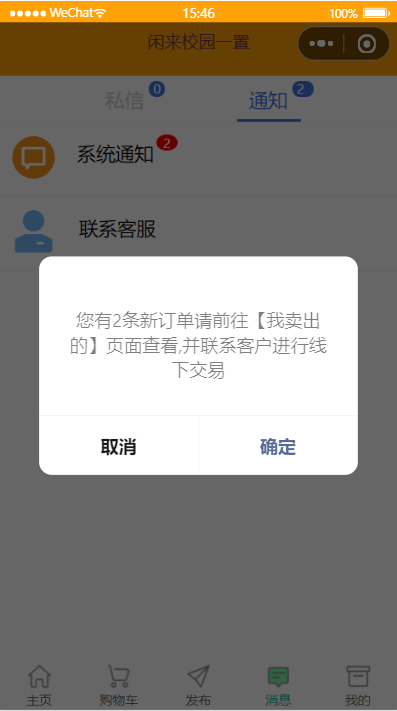 WeChat 15:46 100%
闲来校园一置
私信 0 通知 2
系统通知 2
联系客服
您有2条新订单请前往【我卖出
的】页面查看,并联系客户进行线
下交易
取消 确定
主页 购物车 发布 消息 我的